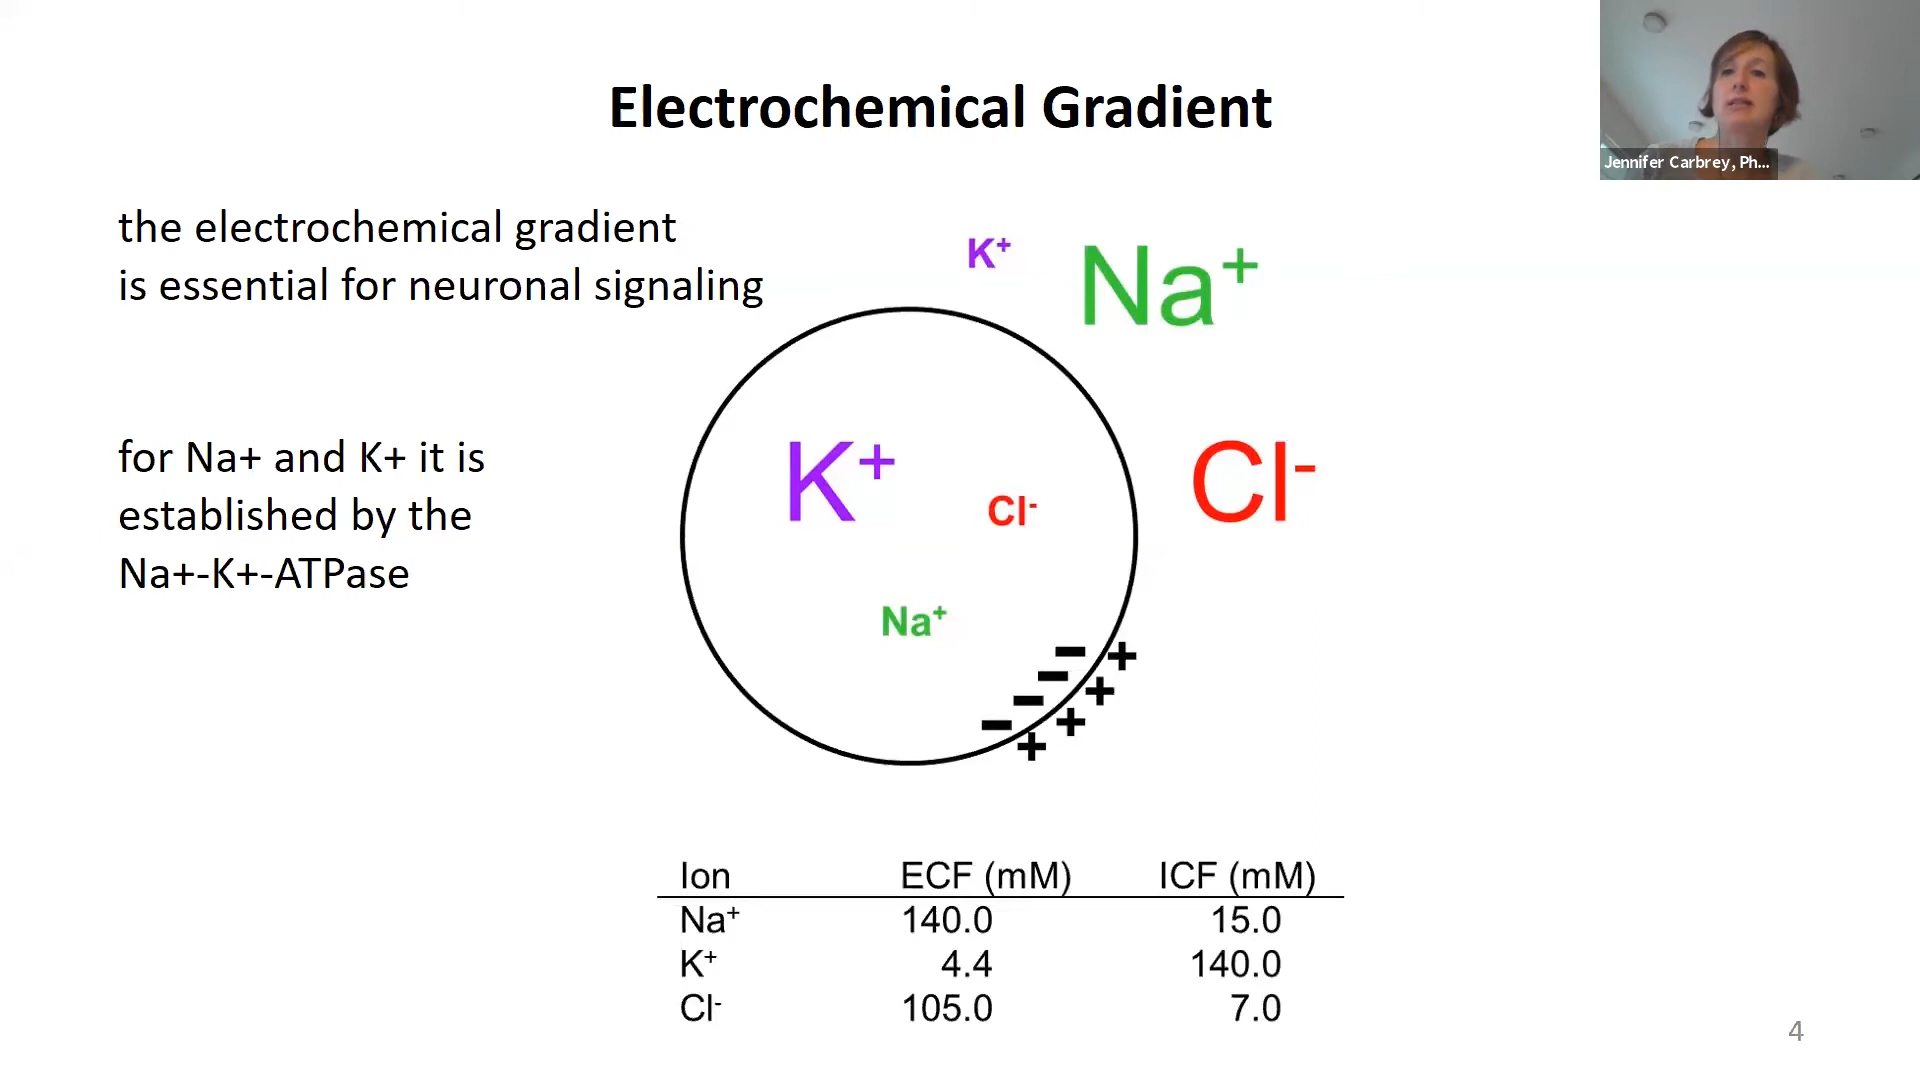 Electrochemical Gradient
Jennifer Carbrey, Ph...
the electrochemical gradient
is essential for neuronal signaling
K⁺
Na⁺
for Na+ and K+ it is
established by the
Na+-K+-ATPase
K⁺
Cl⁻
Cl⁻
Na⁺
− +
− +
− +
− +
Ion ECF (mM) ICF (mM)
Na⁺ 140.0 15.0
K⁺ 4.4 140.0
Cl⁻ 105.0 7.0
4